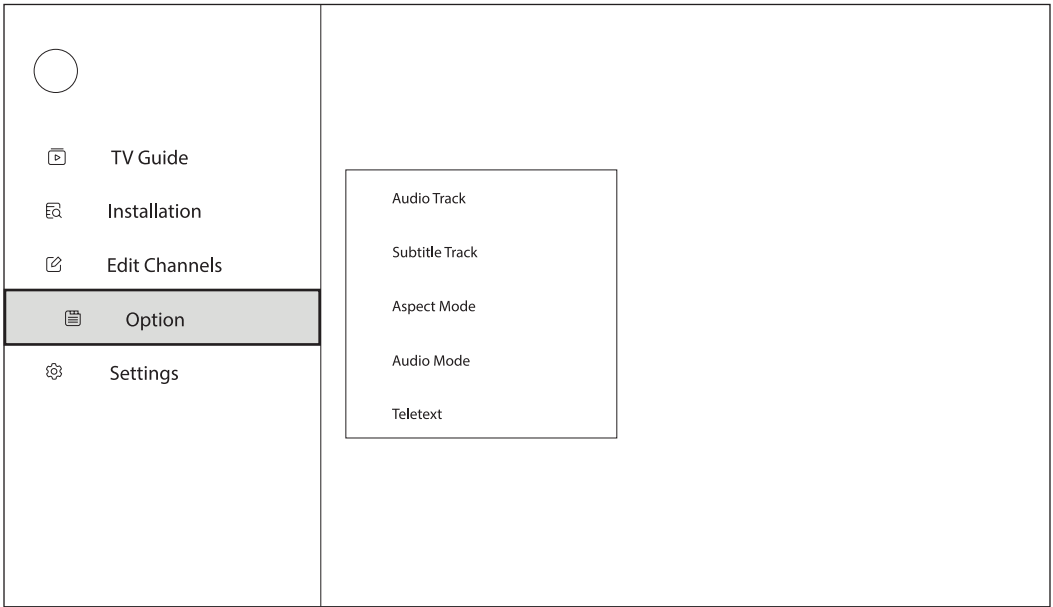 TV Guide
Installation
Edit Channels
Option
Settings
Audio Track
Subtitle Track
Aspect Mode
Audio Mode
Teletext